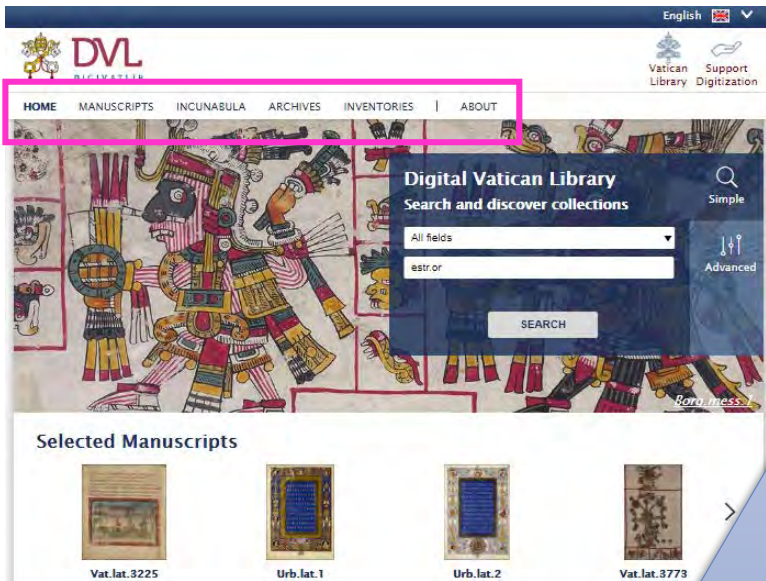 English
DVL
DIGIVATLIB
Vatican Library
Support Digitization
HOME MANUSCRIPTS INCUNABULA ARCHIVES INVENTORIES | ABOUT
Digital Vatican Library
Search and discover collections
Simple
All fields
estr.or
Advanced
SEARCH
Borg.mess.1
Selected Manuscripts
Vat.lat.3225 Urb.lat.1 Urb.lat.2 Vat.lat.3773